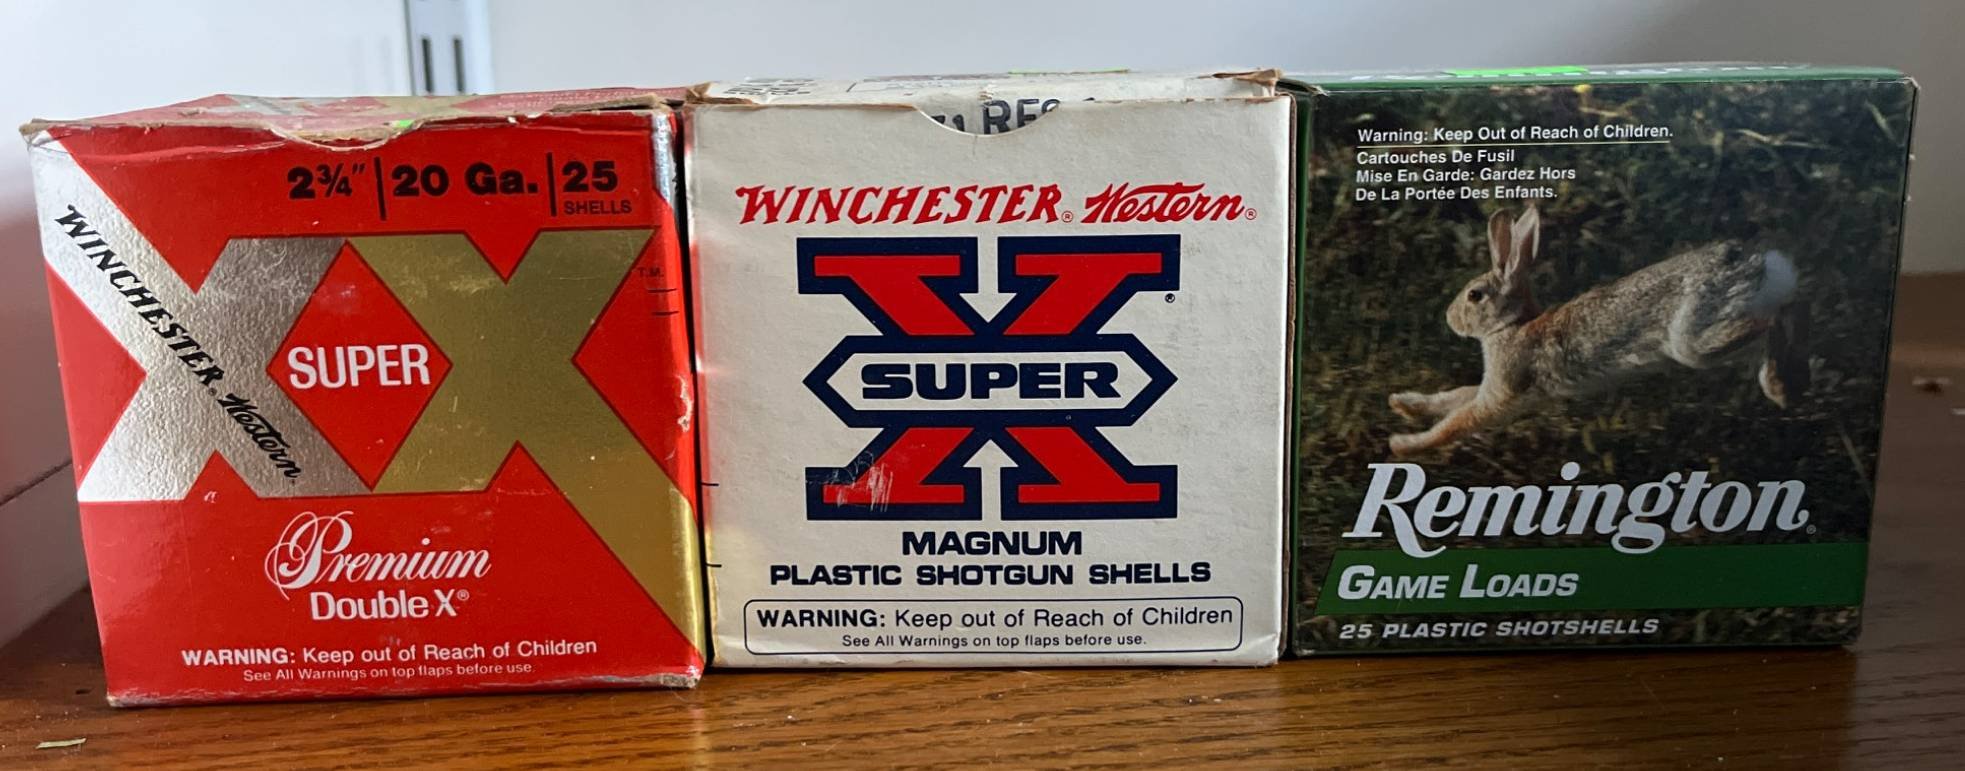 2¾" | 20 Ga. | 25
SHELLS
WINCHESTER® Western®
SUPER
T.M.
Premium
Double X®
WARNING: Keep out of Reach of Children
See All Warnings on top flaps before use.
WINCHESTER® Western®
SUPER
®
MAGNUM
PLASTIC SHOTGUN SHELLS
WARNING: Keep out of Reach of Children
See All Warnings on top flaps before use.
Warning: Keep Out of Reach of Children.
Cartouches De Fusil
Mise En Garde: Gardez Hors
De La Portée Des Enfants.
Remington®
GAME LOADS
25 PLASTIC SHOTSHELLS